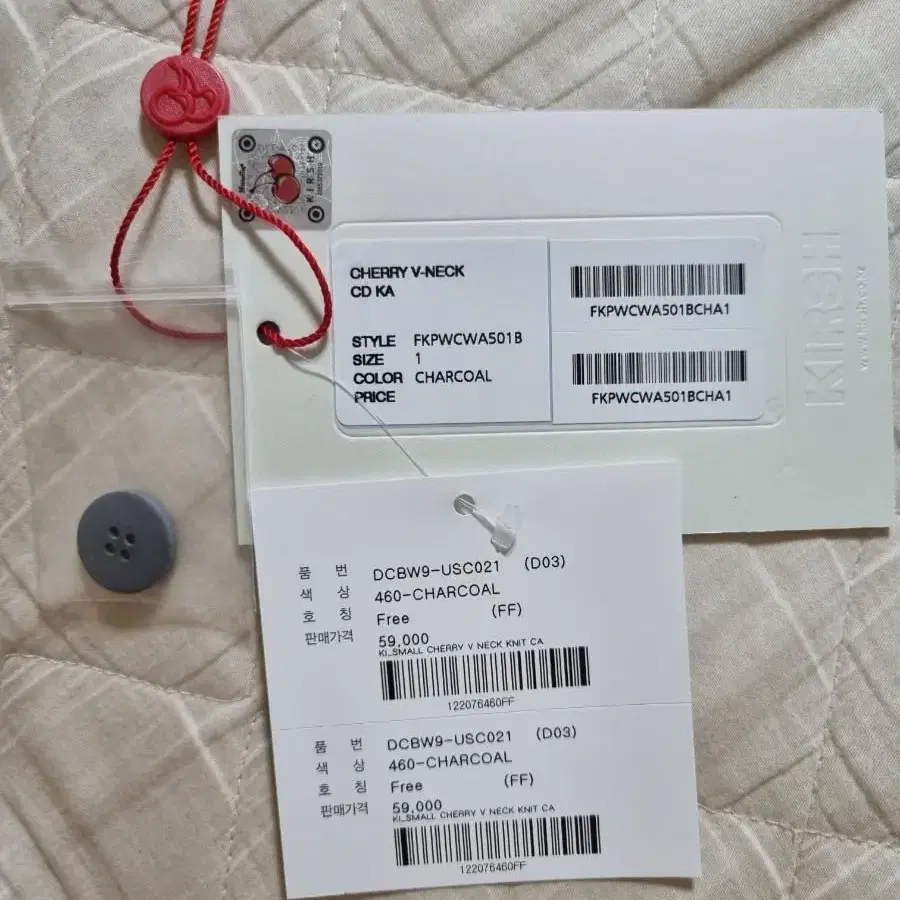 KIRSH
CHERRY V-NECK
CD KA
STYLE FKPWCWA501B
SIZE 1
COLOR CHARCOAL
PRICE
FKPWCWA501BCHA1
FKPWCWA501BCHA1
KIRSH
품 번 DCBW9-USC021 (D03)
색 상 460-CHARCOAL
호 칭 Free (FF)
판매가격 59,000
KI_SMALL CHERRY V NECK KNIT CA
122076460FF
품 번 DCBW9-USC021 (D03)
색 상 460-CHARCOAL
호 칭 Free (FF)
판매가격 59,000
KI_SMALL CHERRY V NECK KNIT CA
122076460FF